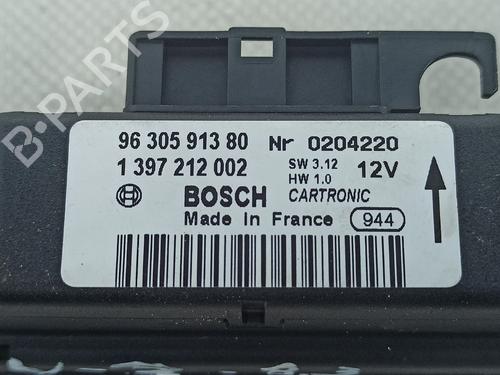 B-PARTS
96 305 913 80 Nr 0204220
1 397 212 002 SW 3.12 12V
HW 1.0
BOSCH CARTRONIC
Made in France 944